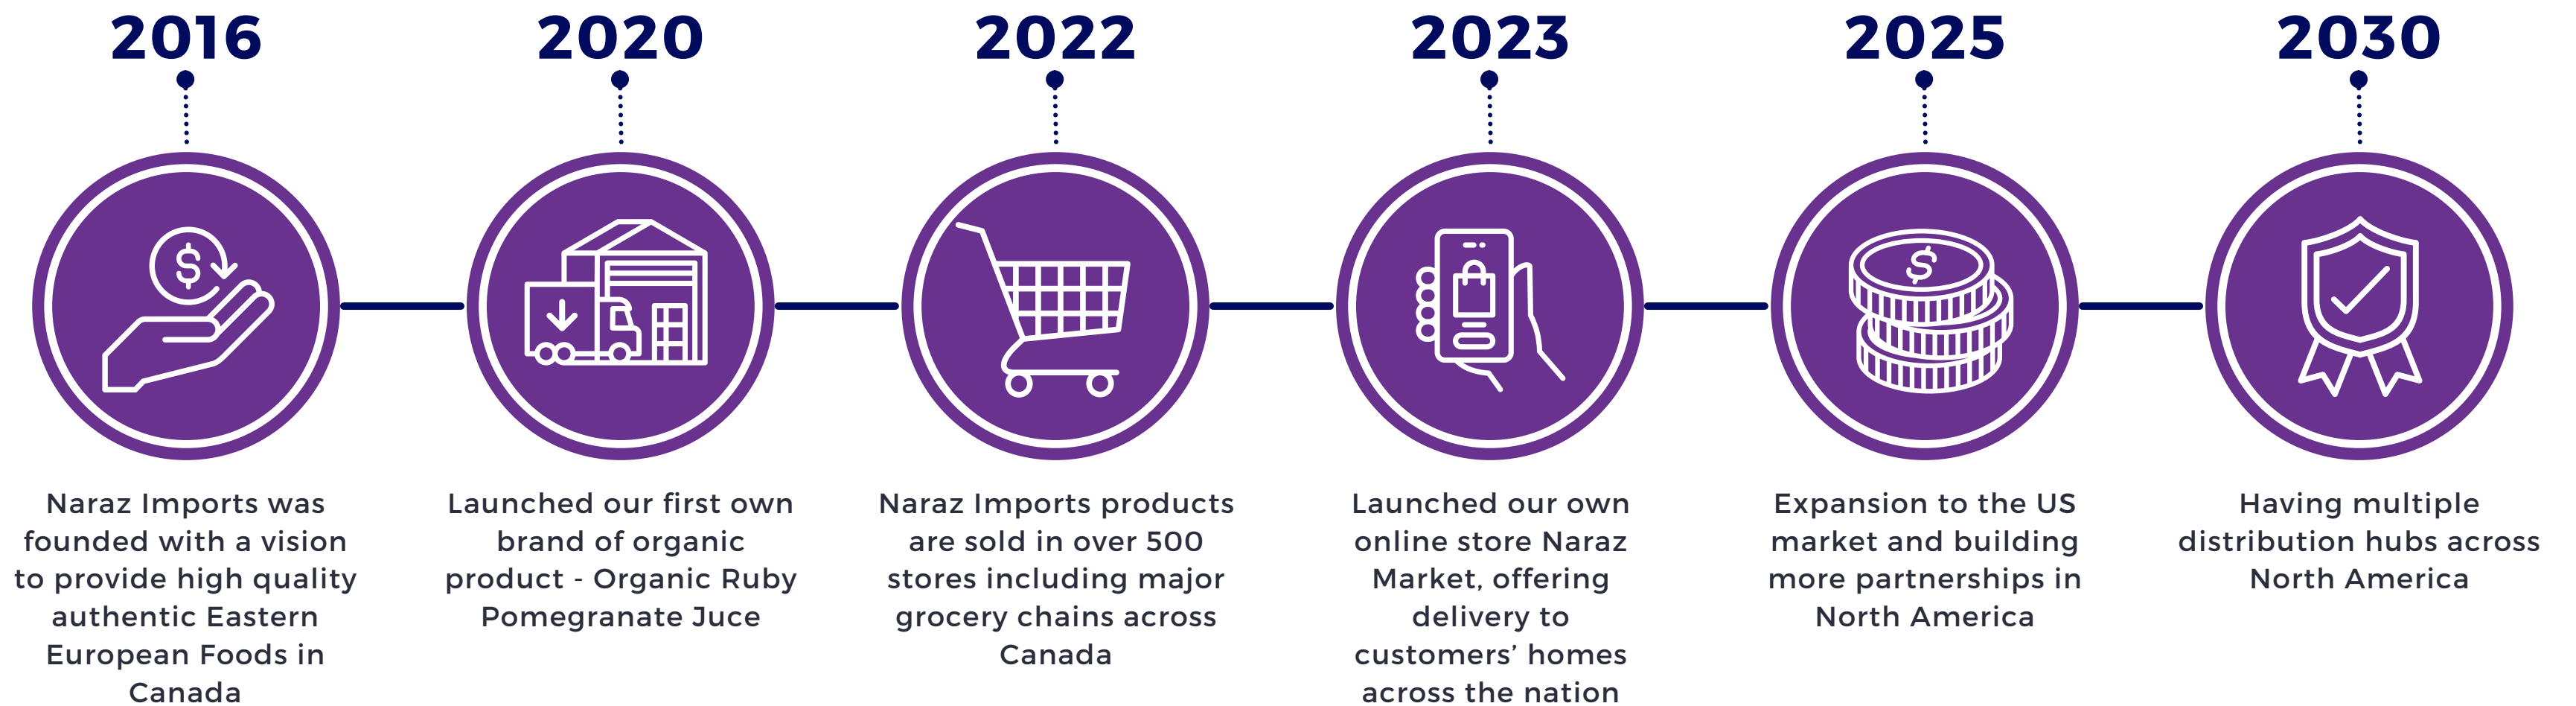 2016
Naraz Imports was
founded with a vision
to provide high quality
authentic Eastern
European Foods in
Canada
2020
Launched our first own
brand of organic
product - Organic Ruby
Pomegranate Juce
2022
Naraz Imports products
are sold in over 500
stores including major
grocery chains across
Canada
2023
Launched our own
online store Naraz
Market, offering
delivery to
customers’ homes
across the nation
2025
Expansion to the US
market and building
more partnerships in
North America
2030
Having multiple
distribution hubs across
North America
$
$